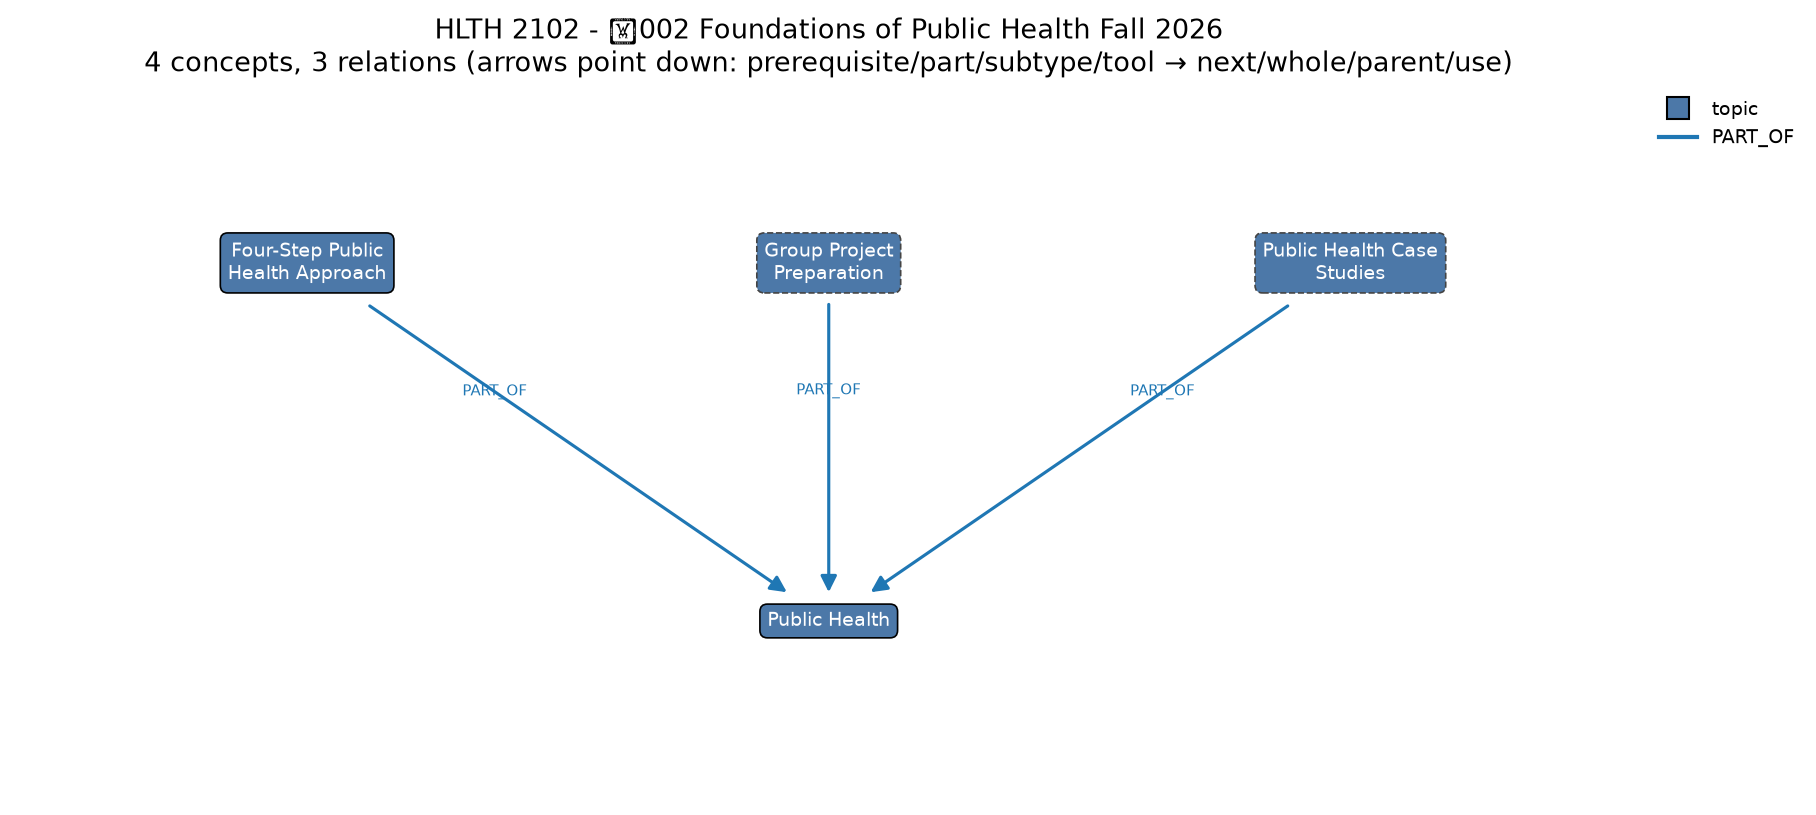 HLTH 2102 - 002 Foundations of Public Health Fall 2026
4 concepts, 3 relations (arrows point down: prerequisite/part/subtype/tool → next/whole/parent/use)
topic
PART_OF
Four-Step Public
Health Approach
Group Project
Preparation
Public Health Case
Studies
PART_OF
PART_OF
PART_OF
Public Health